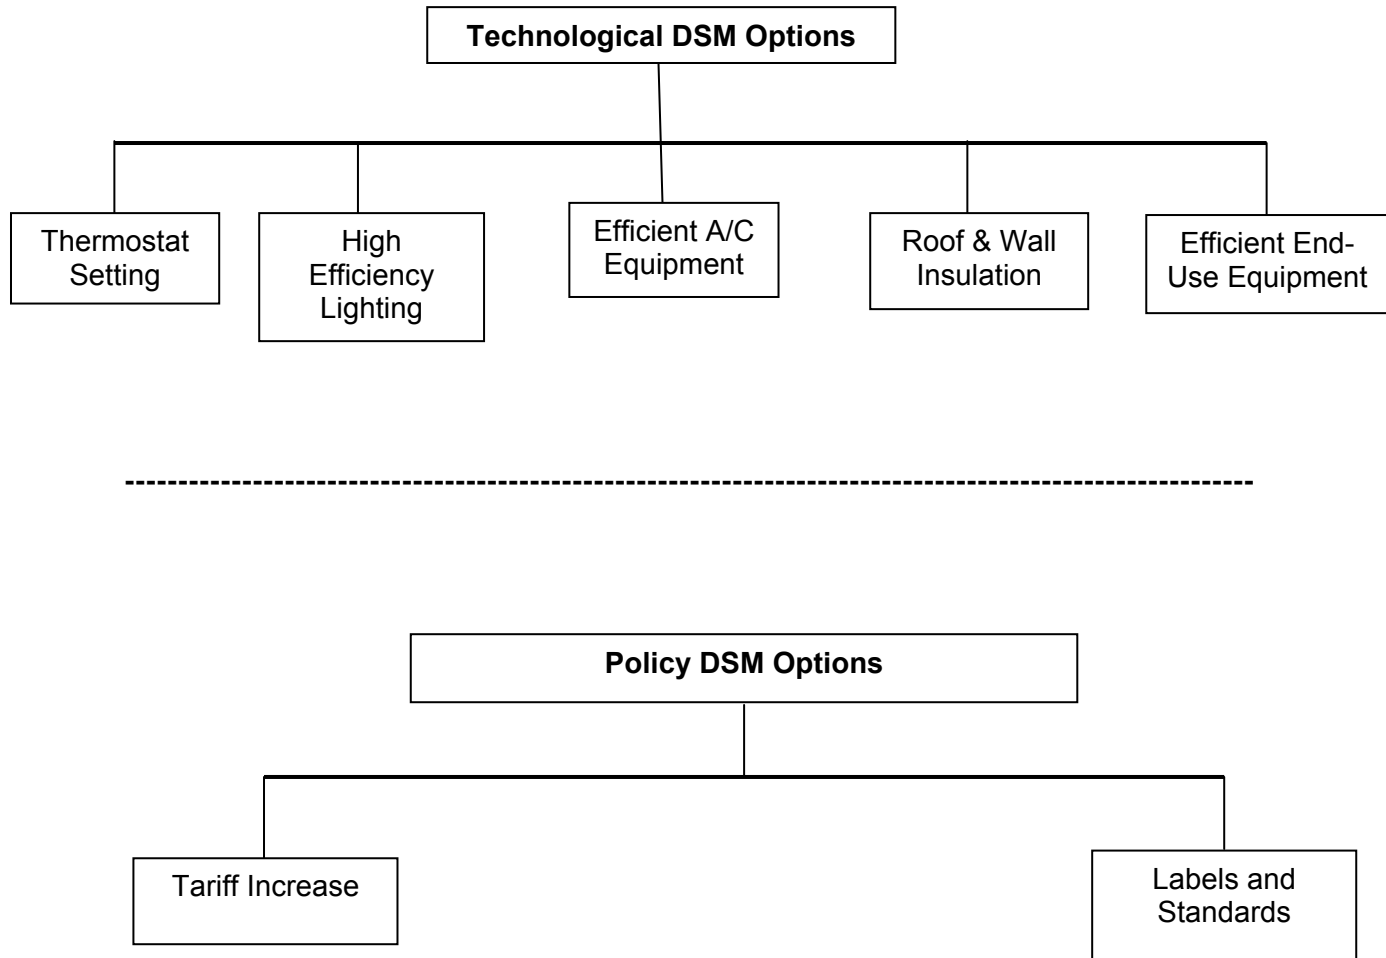 Technological DSM Options
Thermostat
Setting
High
Efficiency
Lighting
Efficient A/C
Equipment
Roof & Wall
Insulation
Efficient End-
Use Equipment
Policy DSM Options
Tariff Increase
Labels and
Standards